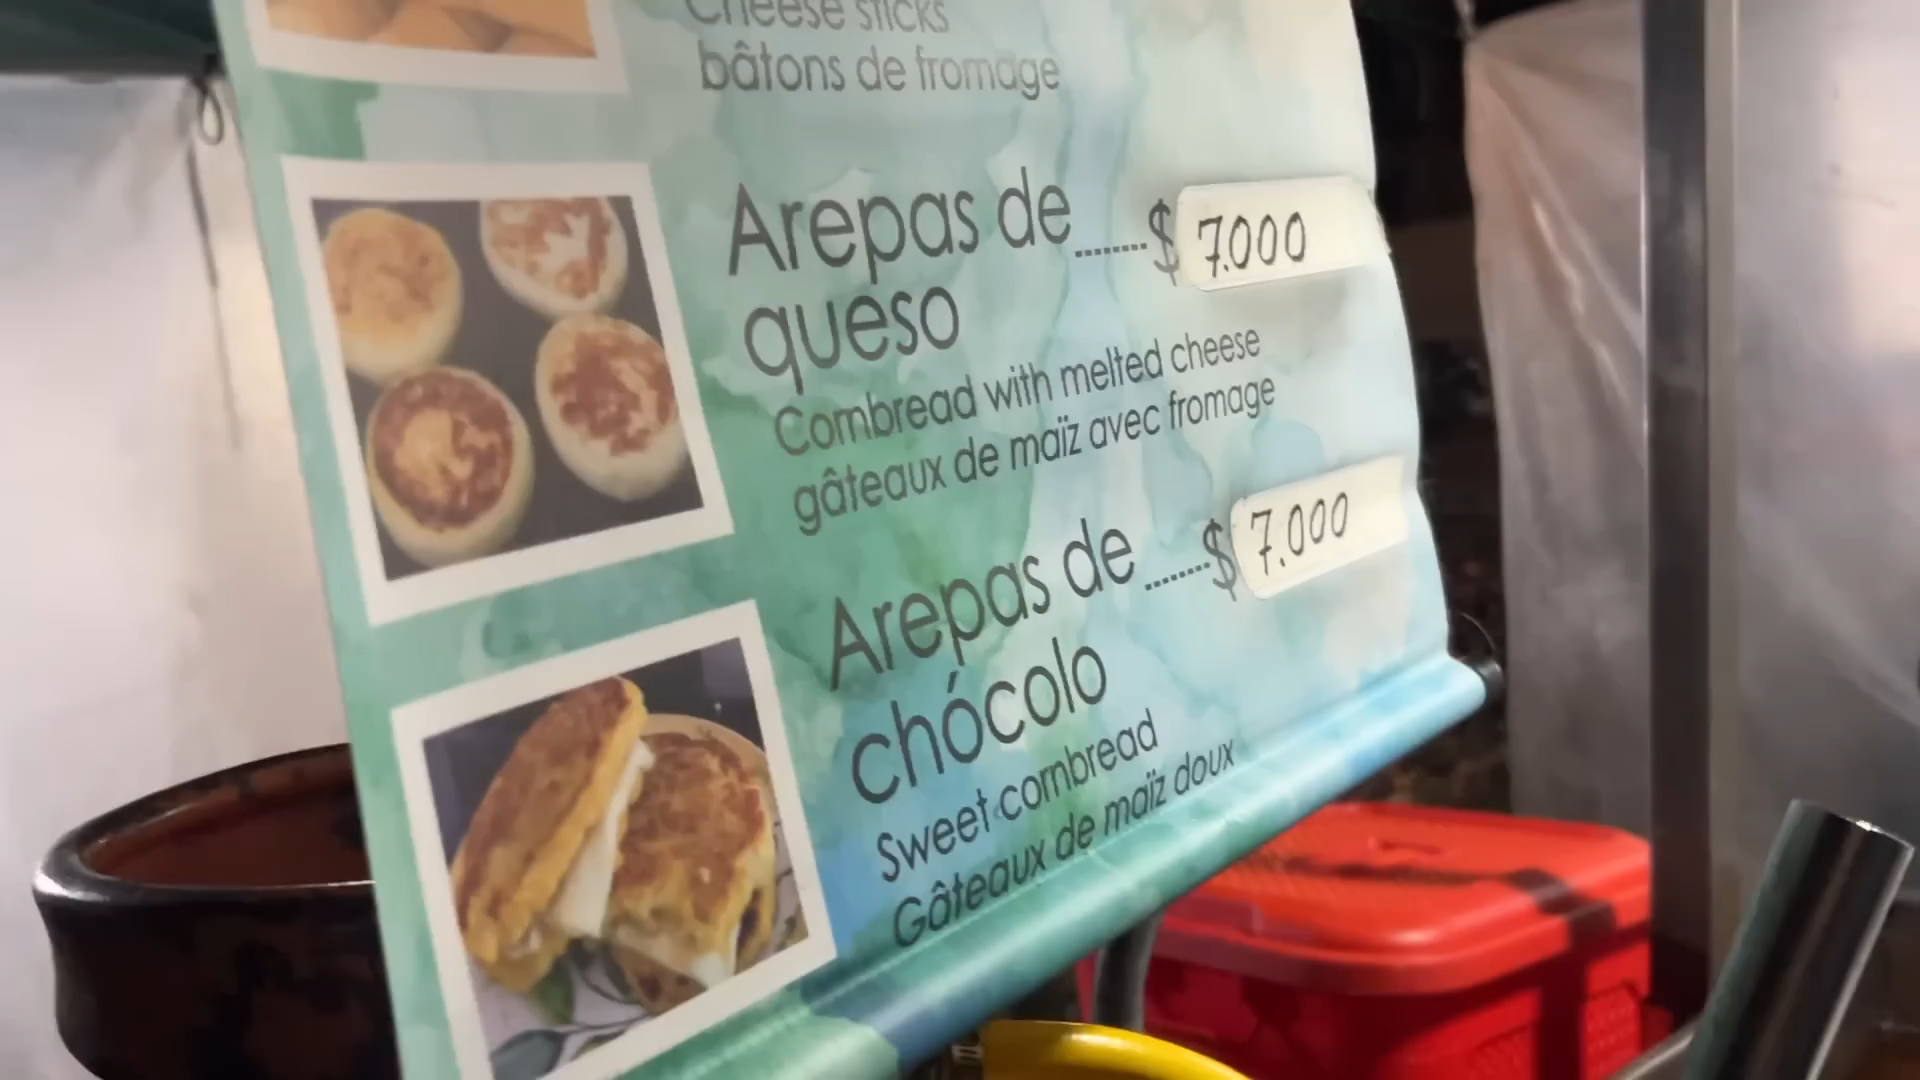 Cheese sticks
bâtons de fromage
Arepas de ........ $ 7.000
queso
Cornbread with melted cheese
gâteaux de maïz avec fromage
Arepas de ........ $ 7.000
chócolo
Sweet cornbread
Gâteaux de maïz doux